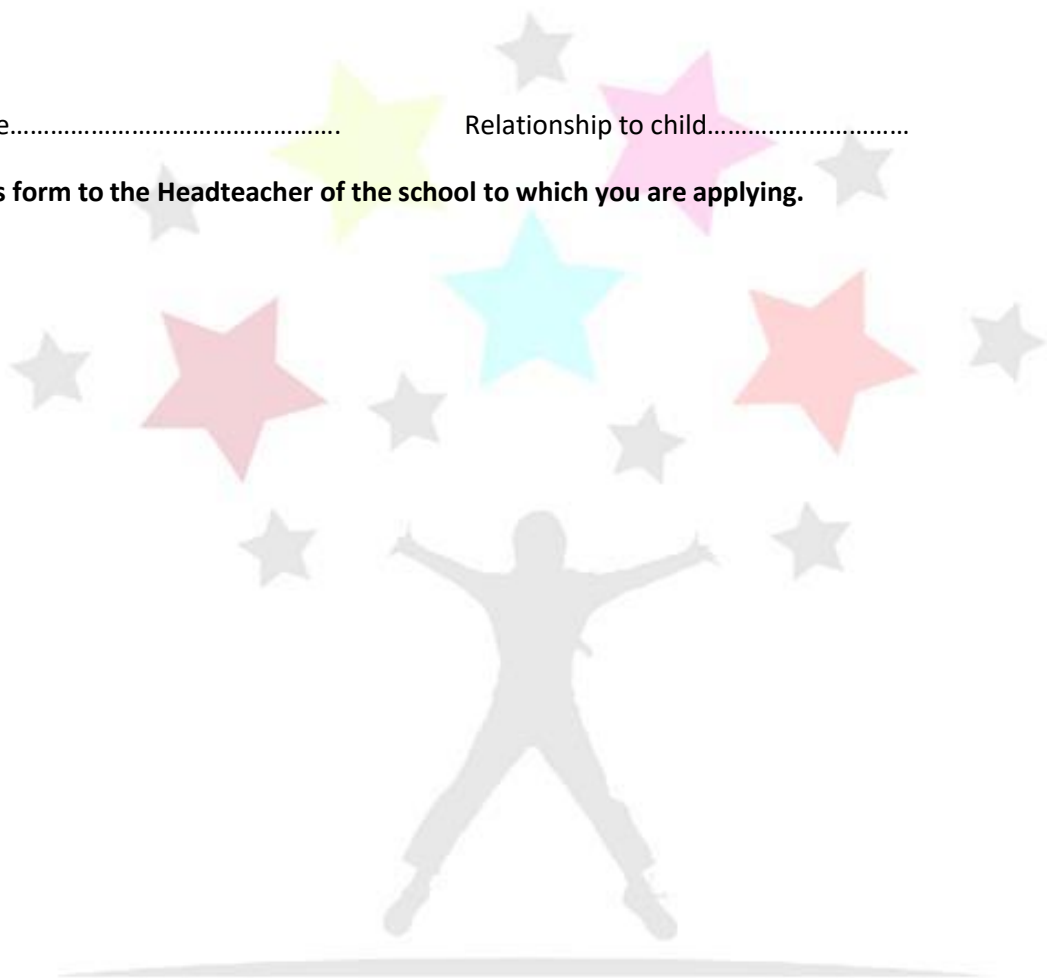 e…………………………………………. Relationship to child…………………………
s form to the Headteacher of the school to which you are applying.